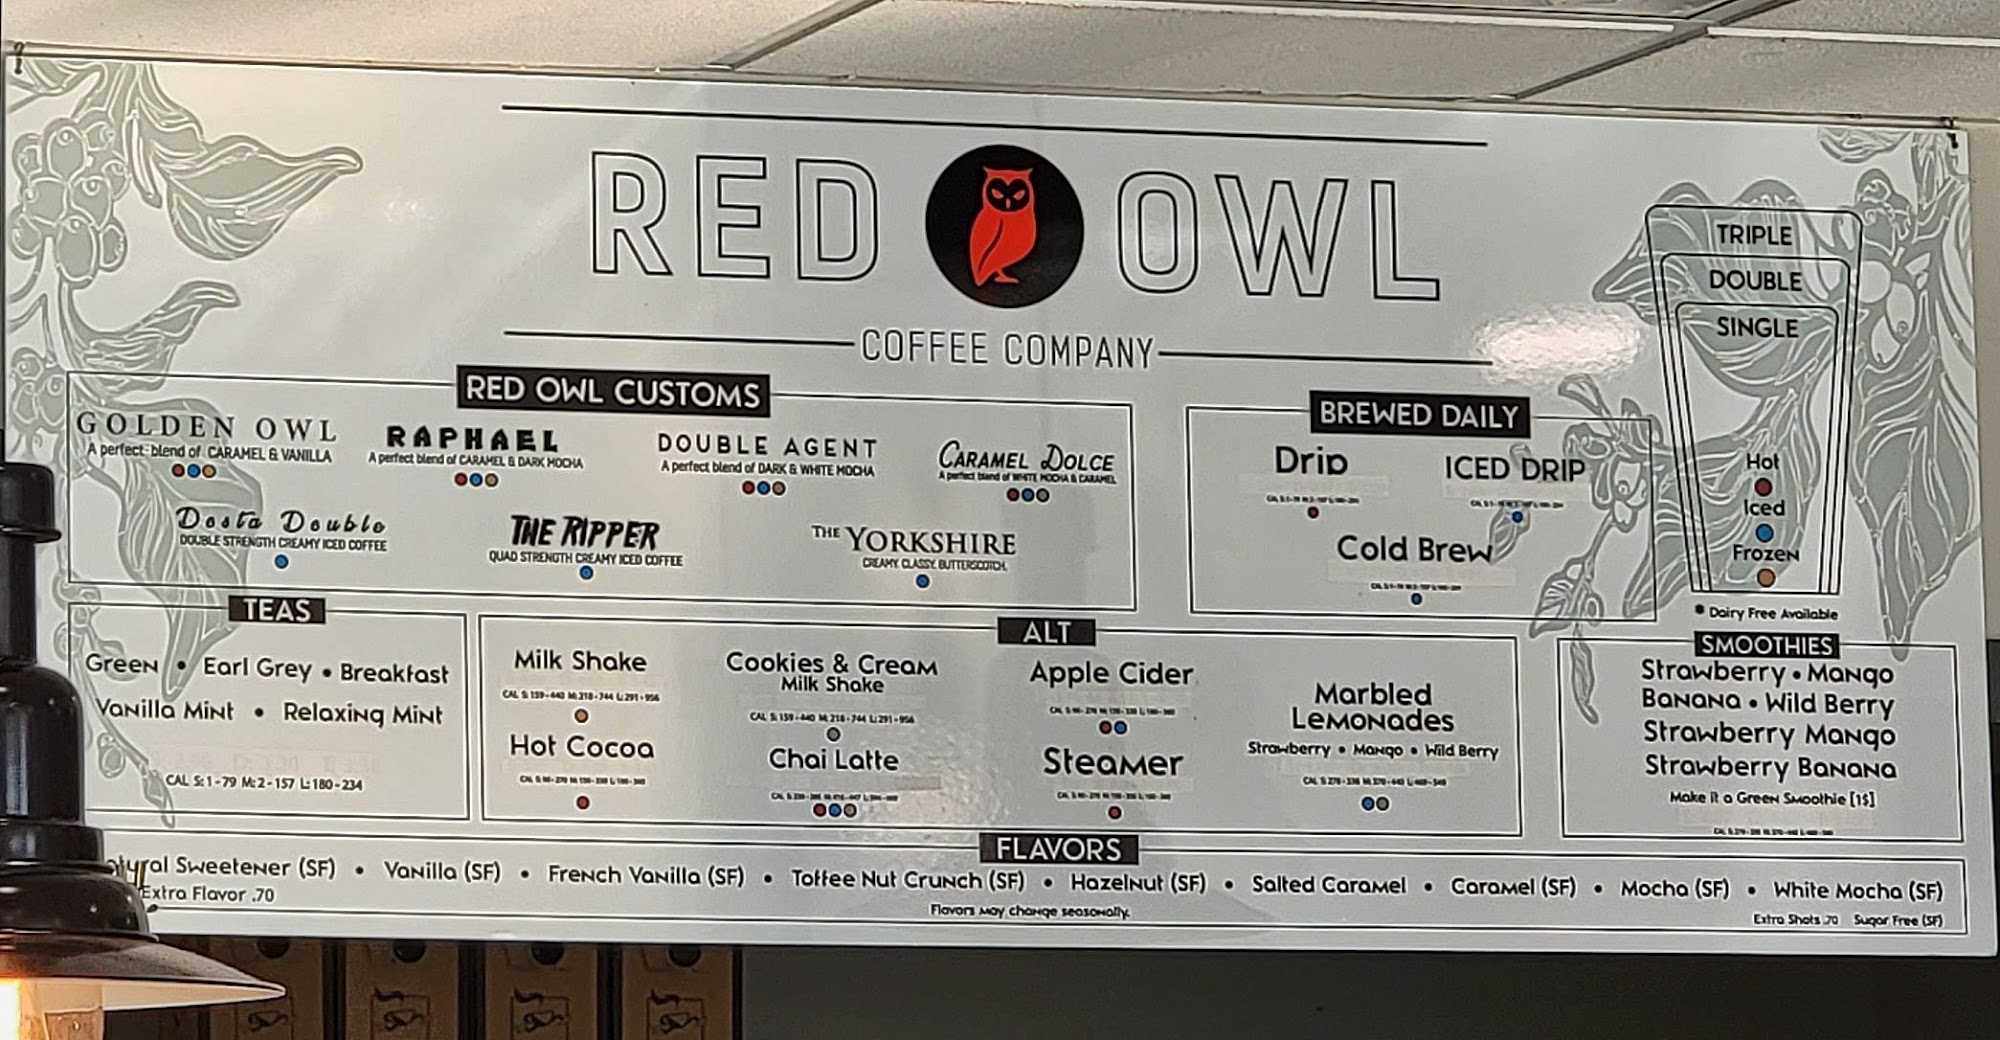 RED OWL
COFFEE COMPANY
TRIPLE
DOUBLE
SINGLE
Hot
Iced
Frozen
* Dairy Free Available
RED OWL CUSTOMS
GOLDEN OWL
A perfect blend of CARAMEL & VANILLA
RAPHAEL
A perfect blend of CARAMEL & DARK MOCHA
DOUBLE AGENT
A perfect blend of DARK & WHITE MOCHA
CARAMEL DOLCE
A perfect blend of WHITE MOCHA & CARAMEL
Dosta Double
DOUBLE STRENGTH CREAMY ICED COFFEE
THE RIPPER
QUAD STRENGTH CREAMY ICED COFFEE
THE YORKSHIRE
CREAMY. CLASSY. BUTTERSCOTCH.
BREWED DAILY
Drip
ICED DRIP
Cold Brew
TEAS
Green • Earl Grey • Breakfast
Vanilla Mint • Relaxing Mint
CAL S: 1 - 79 M: 2 - 157 L: 180 - 234
ALT
Milk Shake
CAL S: 159 - 440 M: 218 - 744 L: 291 - 956
Hot Cocoa
Cookies & Cream
Milk Shake
CAL S: 159 - 440 M: 218 - 744 L: 291 - 956
Chai Latte
Apple Cider
Steamer
Marbled
Lemonades
Strawberry • Mango • Wild Berry
SMOOTHIES
Strawberry • Mango
Banana • Wild Berry
Strawberry Mango
Strawberry Banana
Make it a Green Smoothie [1$]
FLAVORS
Sweetener (SF) • Vanilla (SF) • French Vanilla (SF) • Toffee Nut Crunch (SF) • Hazelnut (SF) • Salted Caramel • Caramel (SF) • Mocha (SF) • White Mocha (SF)
Extra Flavor .70
Flavors may change seasonally.
Extra Shots .70 Sugar Free (SF)